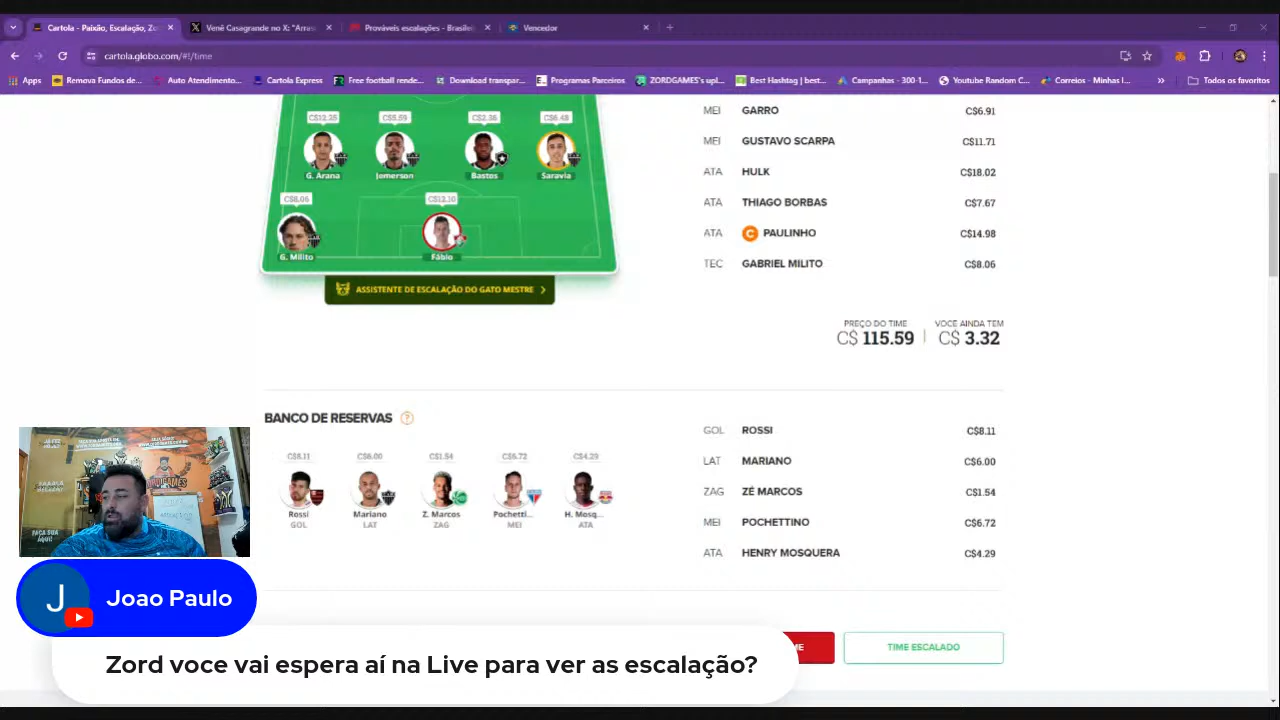 Cartola - Paixão, Escalação, Zo
Venê Casagrande no X: "Arras
Prováveis escalações - Brasilei
Vencedor
cartola.globo.com/#!/time
Apps
Remova Fundos de...
Auto Atendimento...
Cartola Express
Free football rende...
Download transpar...
Programas Parceiros
ZORDGAMES's upl...
Best Hashtag | best...
Campanhas - 300-1...
Youtube Random C...
Correios - Minhas I...
»
Todos os favoritos
C$12.25
C$5.59
C$2.36
C$6.48
G. Arana
Jemerson
Bastos
Saravia
C$8.06
C$12.10
G. Milito
Fábio
ASSISTENTE DE ESCALAÇÃO DO GATO MESTRE
MEI GARRO C$6.91
MEI GUSTAVO SCARPA C$11.71
ATA HULK C$18.02
ATA THIAGO BORBAS C$7.67
ATA C PAULINHO C$14.98
TEC GABRIEL MILITO C$8.06
PREÇO DO TIME
C$ 115.59
VOCÊ AINDA TEM
C$ 3.32
BANCO DE RESERVAS ?
C$8.11
C$6.00
C$1.54
C$6.72
C$4.29
Rossi
Mariano
Z. Marcos
Pochetti...
H. Mosq...
GOL
LAT
ZAG
MEI
ATA
GOL ROSSI C$8.11
LAT MARIANO C$6.00
ZAG ZÉ MARCOS C$1.54
MEI POCHETTINO C$6.72
ATA HENRY MOSQUERA C$4.29
ME
TIME ESCALADO
J
Joao Paulo
Zord voce vai espera aí na Live para ver as escalação?